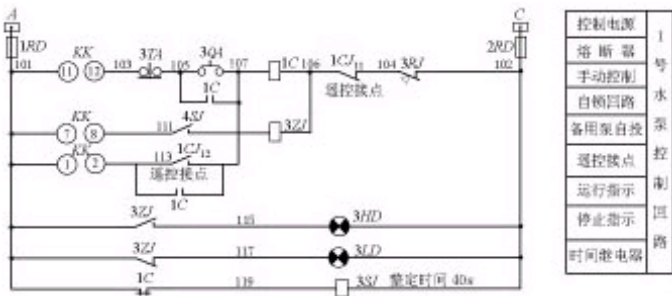 A
C
1RD
2RD
101 KK 11 12 103 3TA 105 3QA 107 1C 106 1CJ11 104 3RJ 102
遥控接点
1C
KK 7 8 111 4SJ 3ZJ
KK 1 2 113 1CJ12
遥控接点
1C
3ZJ 115 3HD
3ZJ 117 3LD
1C 119 3SJ 整定时间 40s
控制电源
熔断器
手动控制
自锁回路
备用泵自投
遥控接点
运行指示
停止指示
时间继电器
1号水泵控制回路